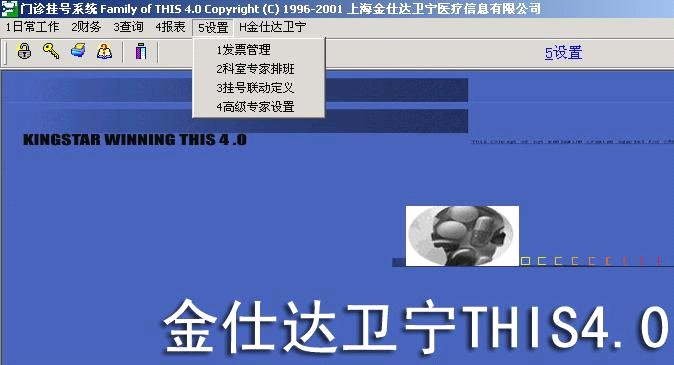 门诊挂号系统 Family of THIS 4.0 Copyright (C) 1996-2001 上海金仕达卫宁医疗信息有限公司
1日常工作 2财务 3查询 4报表 5设置 H金仕达卫宁
1发票管理
2科室专家排班
3挂号联动定义
4高级专家设置
5设置
KINGSTAR WINNING THIS 4.0
金仕达卫宁THIS4.0